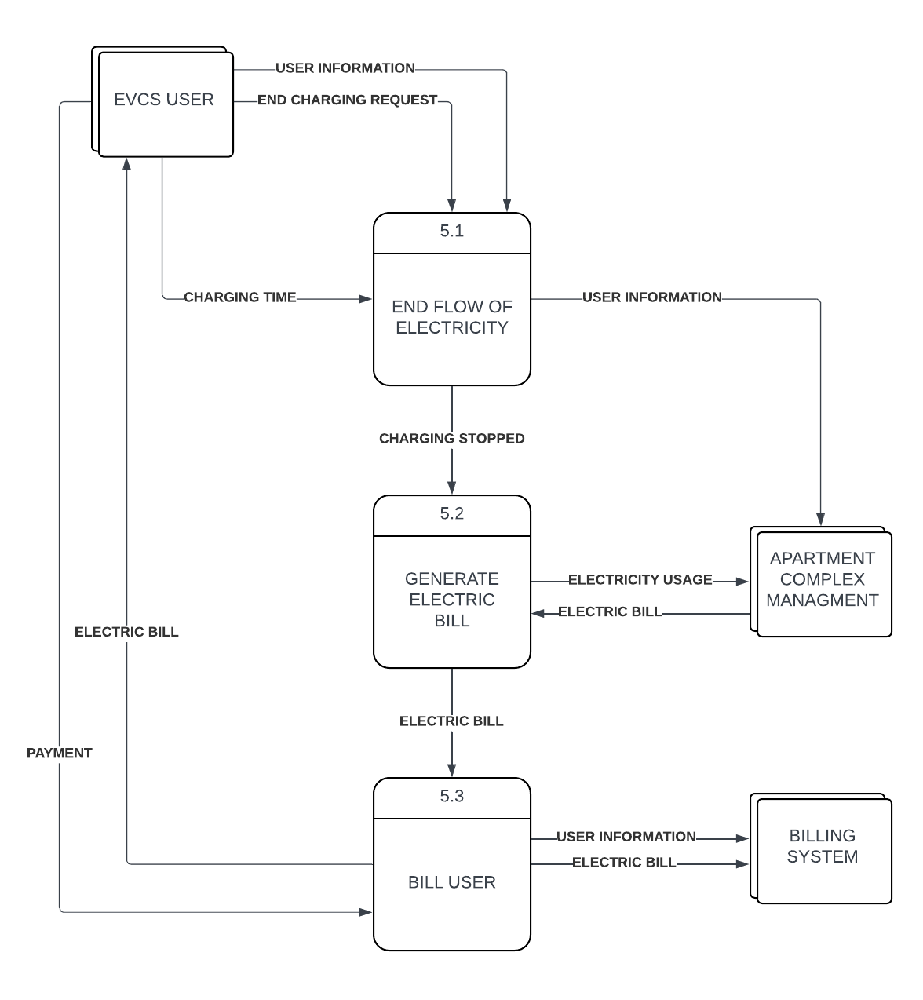 USER INFORMATION
EVCS USER
END CHARGING REQUEST
5.1
CHARGING TIME
END FLOW OF
ELECTRICITY
USER INFORMATION
CHARGING STOPPED
5.2
GENERATE
ELECTRIC
BILL
ELECTRICITY USAGE
ELECTRIC BILL
APARTMENT
COMPLEX
MANAGMENT
ELECTRIC BILL
ELECTRIC BILL
PAYMENT
5.3
BILL USER
USER INFORMATION
ELECTRIC BILL
BILLING
SYSTEM